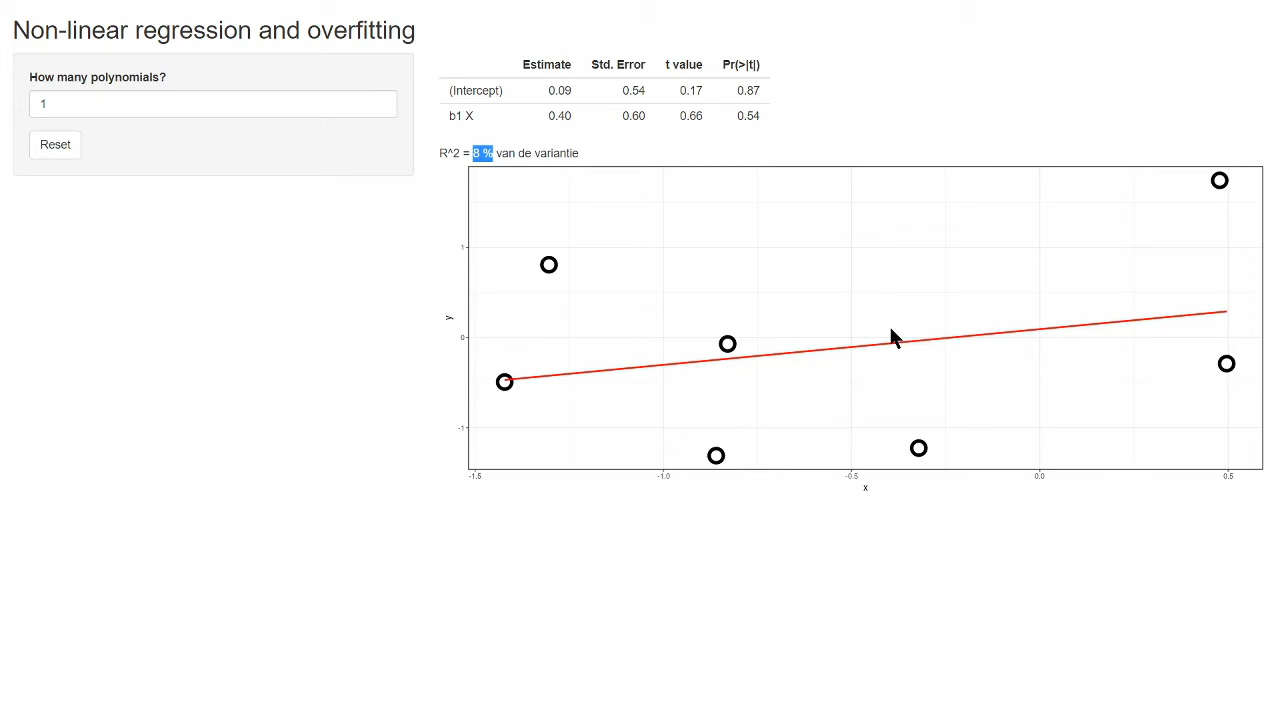 Non-linear regression and overfitting
How many polynomials?
1
Reset
Estimate Std. Error t value Pr(>|t|)
(Intercept) 0.09 0.54 0.17 0.87
b1 X 0.40 0.60 0.66 0.54
R^2 = 8 % van de variantie
1
y
0
-1
-1.5 -1.0 -0.5 0.0 0.5
x